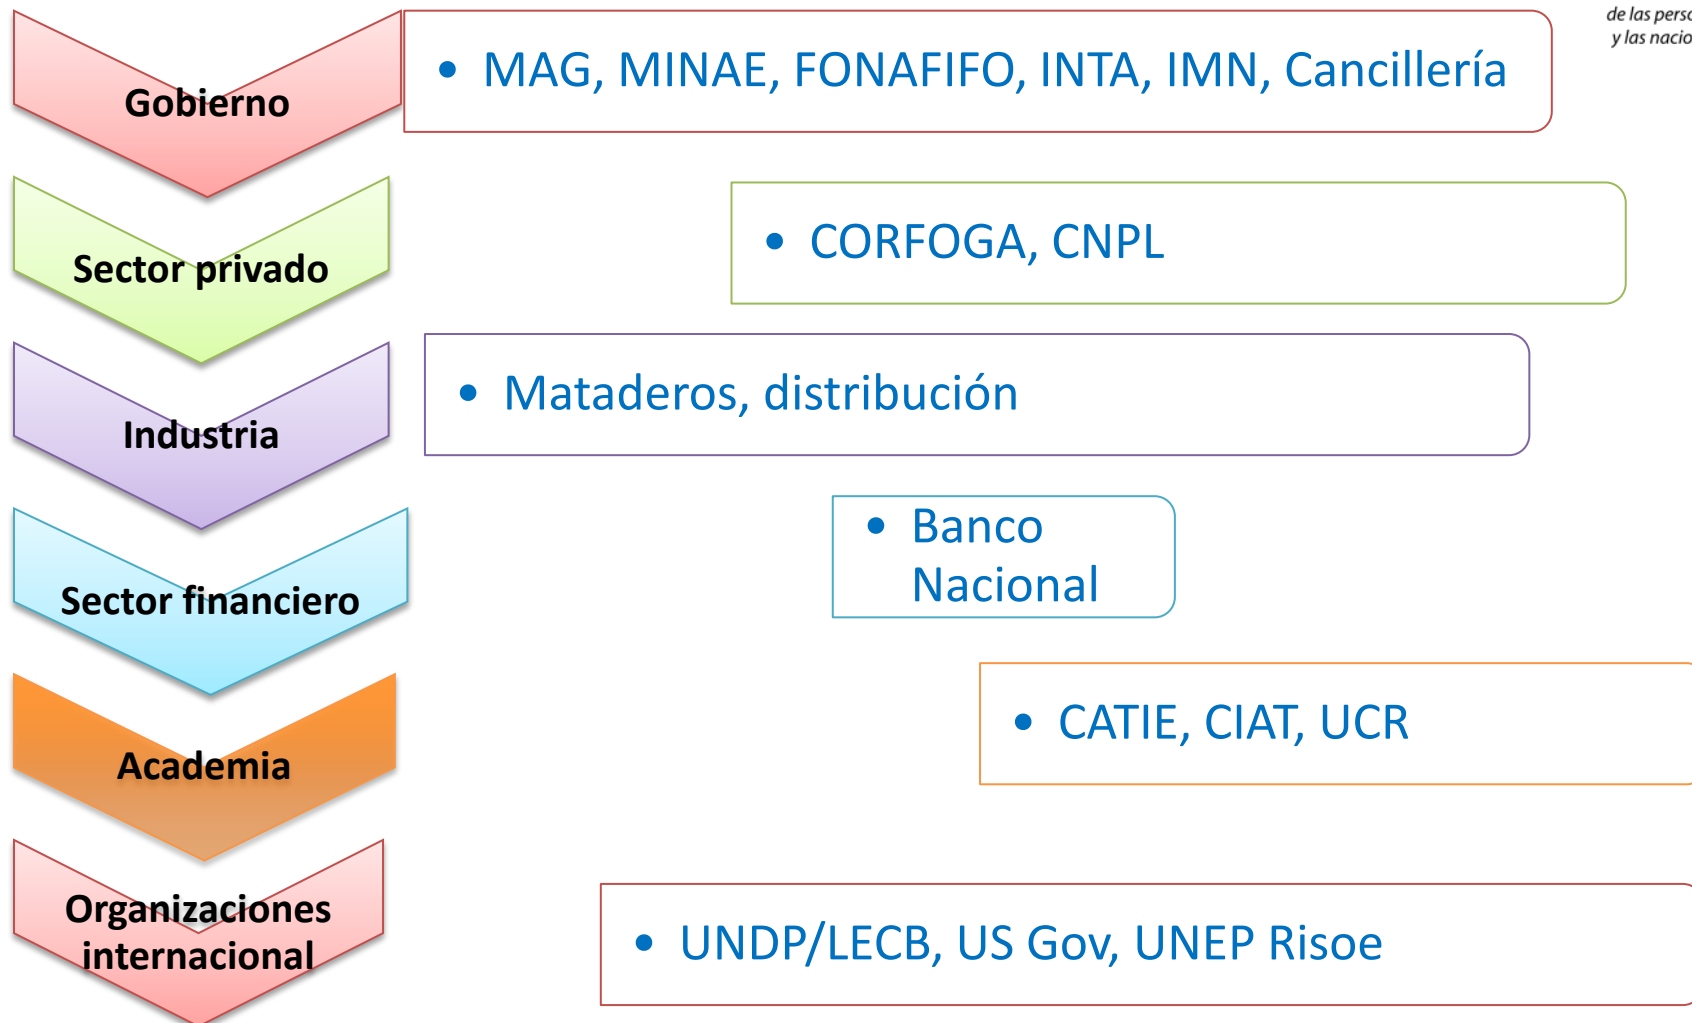 de las perso
y las nacio
Gobierno
• MAG, MINAE, FONAFIFO, INTA, IMN, Cancillería
Sector privado
• CORFOGA, CNPL
Industria
• Mataderos, distribución
Sector financiero
• Banco
Nacional
Academia
• CATIE, CIAT, UCR
Organizaciones
internacional
• UNDP/LECB, US Gov, UNEP Risoe